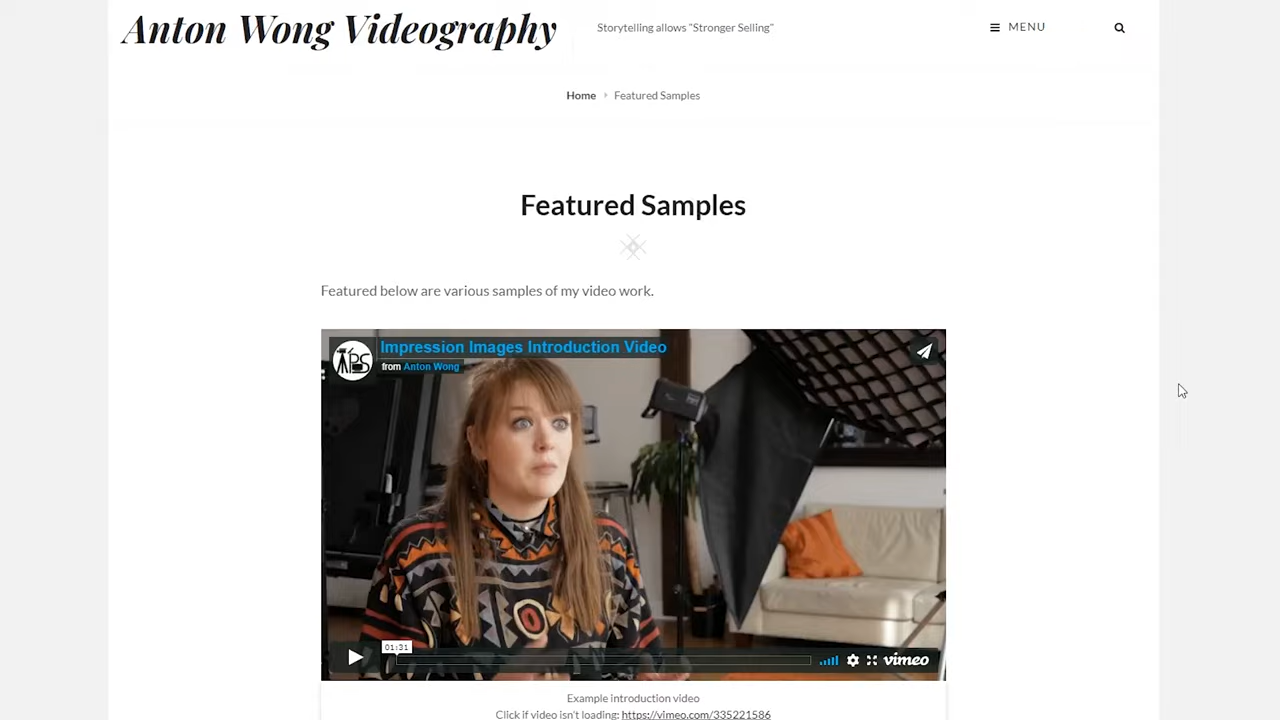 Anton Wong Videography
Storytelling allows "Stronger Selling"
MENU
Home
Featured Samples
Featured Samples
Featured below are various samples of my video work.
Impression Images Introduction Video
from Anton Wong
01:31
vimeo
Example introduction video
Click if video isn't loading: https://vimeo.com/335221586